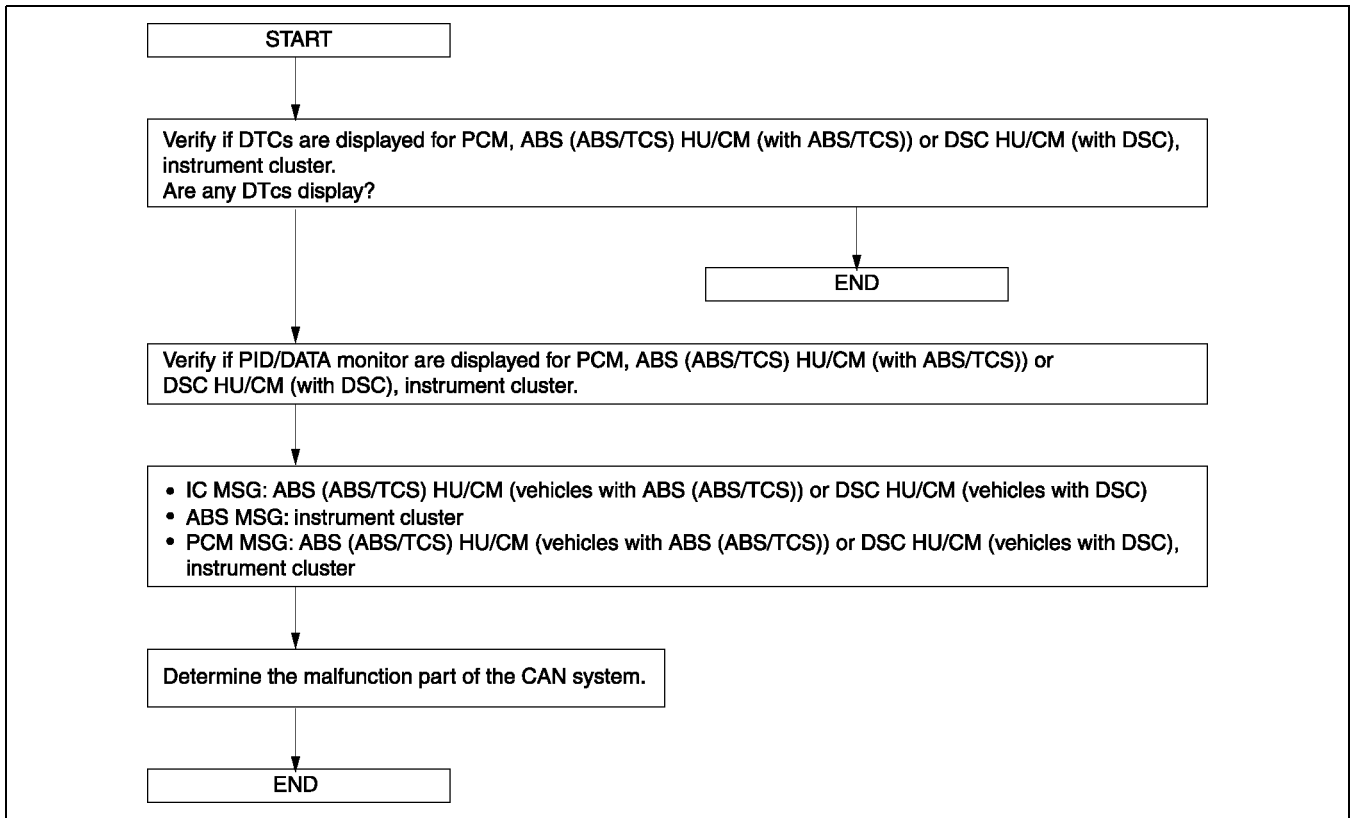 START
Verify if DTCs are displayed for PCM, ABS (ABS/TCS) HU/CM (with ABS/TCS)) or DSC HU/CM (with DSC),
instrument cluster.
Are any DTcs display?
END
Verify if PID/DATA monitor are displayed for PCM, ABS (ABS/TCS) HU/CM (with ABS/TCS)) or
DSC HU/CM (with DSC), instrument cluster.
• IC MSG: ABS (ABS/TCS) HU/CM (vehicles with ABS (ABS/TCS)) or DSC HU/CM (vehicles with DSC)
• ABS MSG: instrument cluster
• PCM MSG: ABS (ABS/TCS) HU/CM (vehicles with ABS (ABS/TCS)) or DSC HU/CM (vehicles with DSC),
instrument cluster
Determine the malfunction part of the CAN system.
END